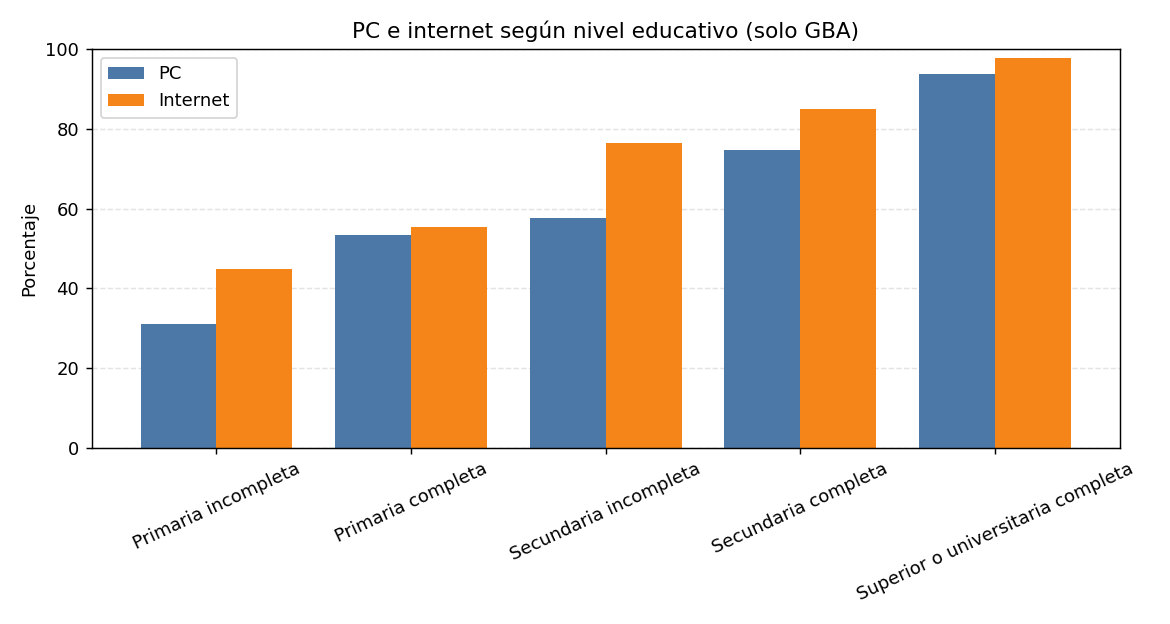 PC e internet según nivel educativo (solo GBA)
PC
Internet
Porcentaje
100
80
60
40
20
0
Primaria incompleta
Primaria completa
Secundaria incompleta
Secundaria completa
Superior o universitaria completa